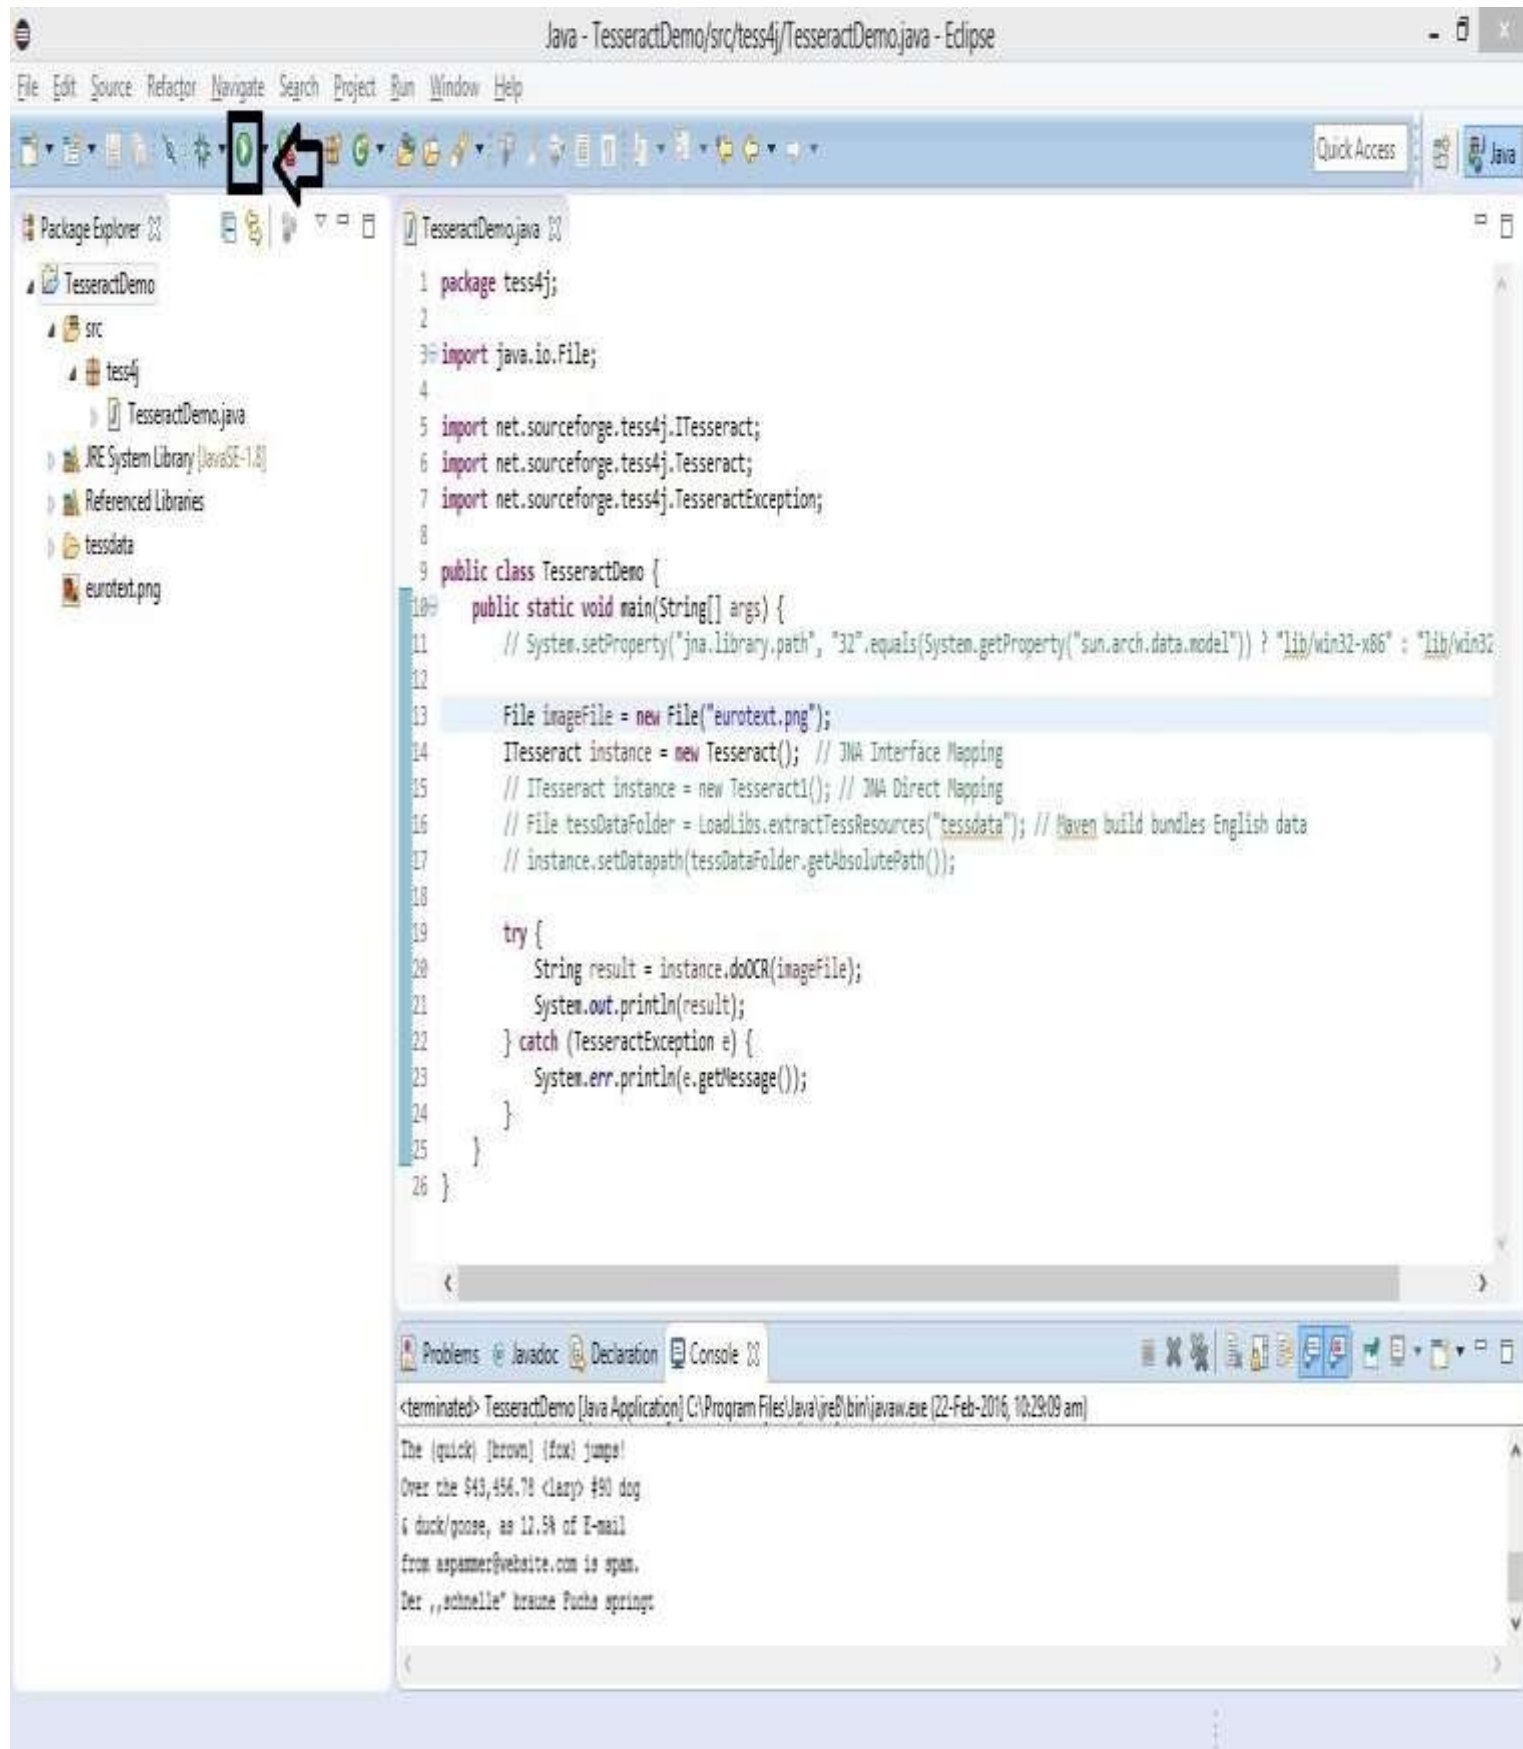 Java - TesseractDemo/src/tess4j/TesseractDemo.java - Eclipse
File Edit Source Refactor Navigate Search Project Run Window Help
Quick Access
Java
Package Explorer
TesseractDemo
src
tess4j
TesseractDemo.java
JRE System Library [JavaSE-1.8]
Referenced Libraries
tessdata
eurotext.png
TesseractDemo.java
1 package tess4j;
2
3 import java.io.File;
4
5 import net.sourceforge.tess4j.ITesseract;
6 import net.sourceforge.tess4j.Tesseract;
7 import net.sourceforge.tess4j.TesseractException;
8
9 public class TesseractDemo {
10 public static void main(String[] args) {
11 // System.setProperty("jna.library.path", "32".equals(System.getProperty("sun.arch.data.model")) ? "lib/win32-x86" : "lib/win32
12
13 File imageFile = new File("eurotext.png");
14 ITesseract instance = new Tesseract(); // JNA Interface Mapping
15 // ITesseract instance = new Tesseract1(); // JNA Direct Mapping
16 // File tessDataFolder = LoadLibs.extractTessResources("tessdata"); // Maven build bundles English data
17 // instance.setDatapath(tessDataFolder.getAbsolutePath());
18
19 try {
20 String result = instance.doOCR(imageFile);
21 System.out.println(result);
22 } catch (TesseractException e) {
23 System.err.println(e.getMessage());
24 }
25 }
26 }
Problems Javadoc Declaration Console
<terminated> TesseractDemo [Java Application] C:\Program Files\Java\jre8\bin\javaw.exe (22-Feb-2016, 10:29:09 am)
The (quick) [brown] {fox} jumps!
Over the $43,456.78 <lazy> #90 dog
& duck/goose, as 12.5% of E-mail
from aspammer@website.com is spam.
Der ,,schnelle" braune Fuchs springt